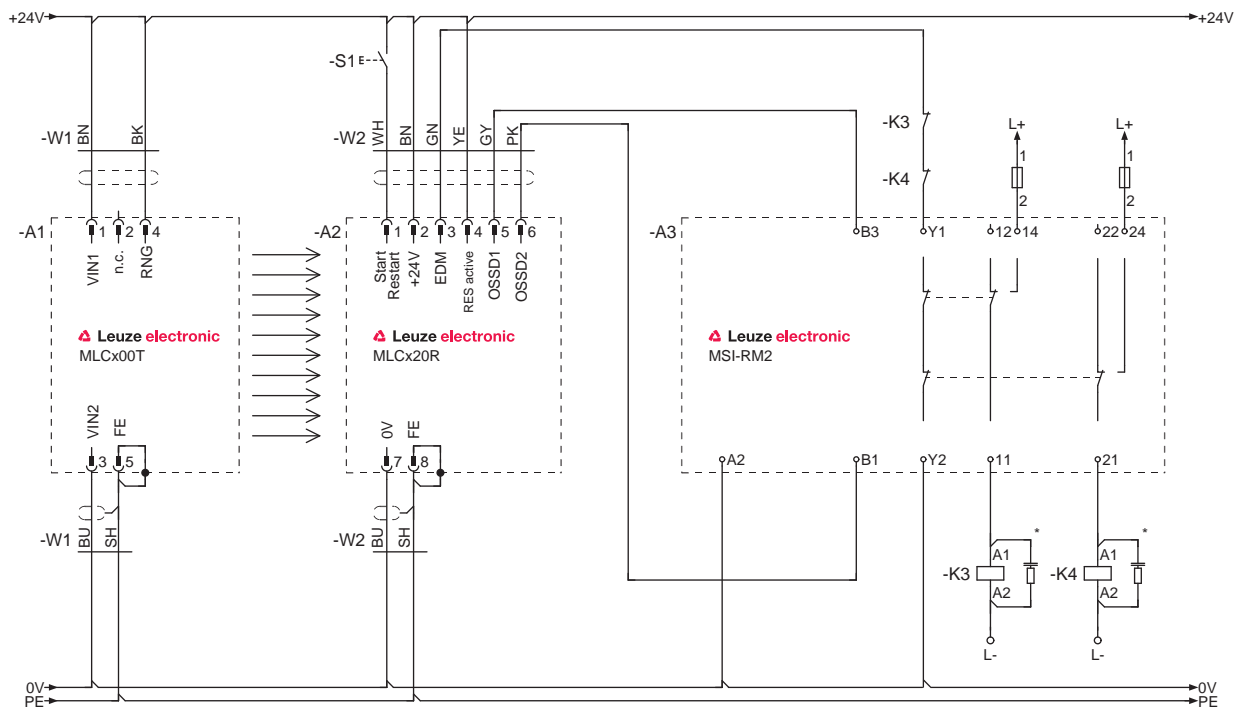 +24V
+24V
-S1
-W1
BN
BK
-W2
WH
BN
GN
YE
GY
PK
-K3
-K4
L+
L+
1
2
1
2
-A1
1
2
4
VIN1
n.c.
RNG
-A2
1
2
3
4
5
6
Start
Restart
+24V
EDM
RES active
OSSD1
OSSD2
-A3
B3
Y1
12
14
22
24
Leuze electronic
MLCx00T
Leuze electronic
MLCx20R
Leuze electronic
MSI-RM2
VIN2
FE
3
5
0V
FE
7
8
A2
B1
Y2
11
21
-W1
BU
SH
-W2
BU
SH
*
*
-K3
A1
A2
-K4
A1
A2
L-
L-
0V
0V
PE
PE